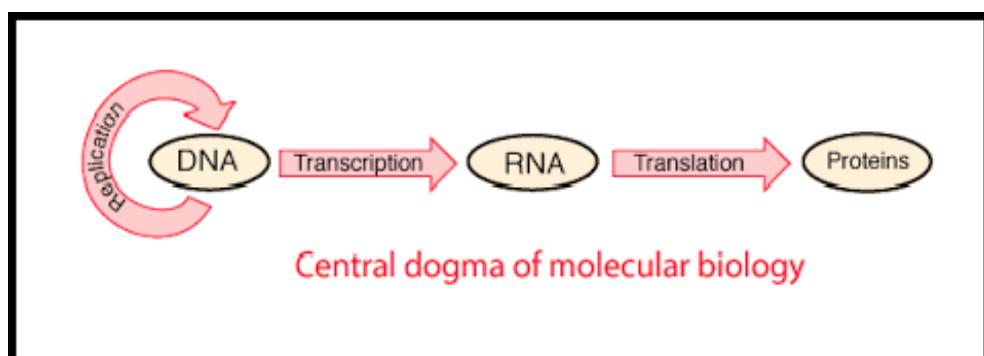 Replication
DNA Transcription RNA Translation Proteins
Central dogma of molecular biology